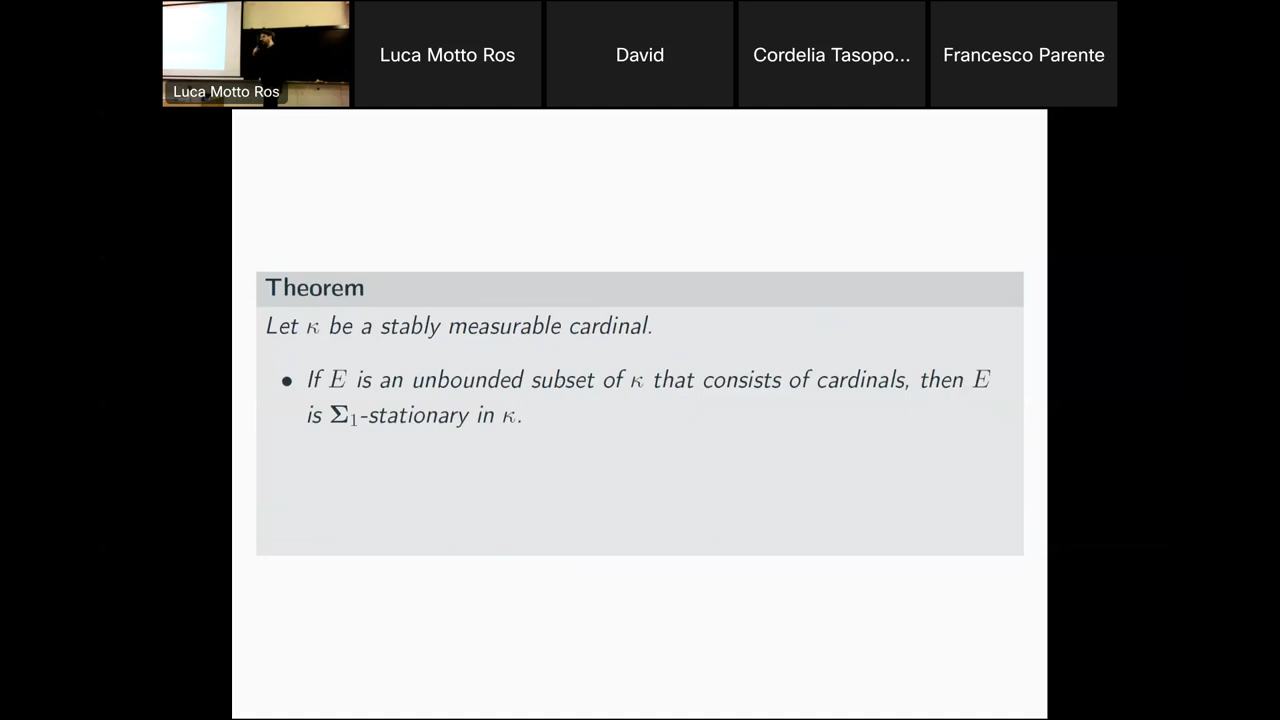 Luca Motto Ros
Luca Motto Ros
David
Cordelia Tasopo...
Francesco Parente
Theorem
Let κ be a stably measurable cardinal.
• If E is an unbounded subset of κ that consists of cardinals, then E
is Σ₁-stationary in κ.